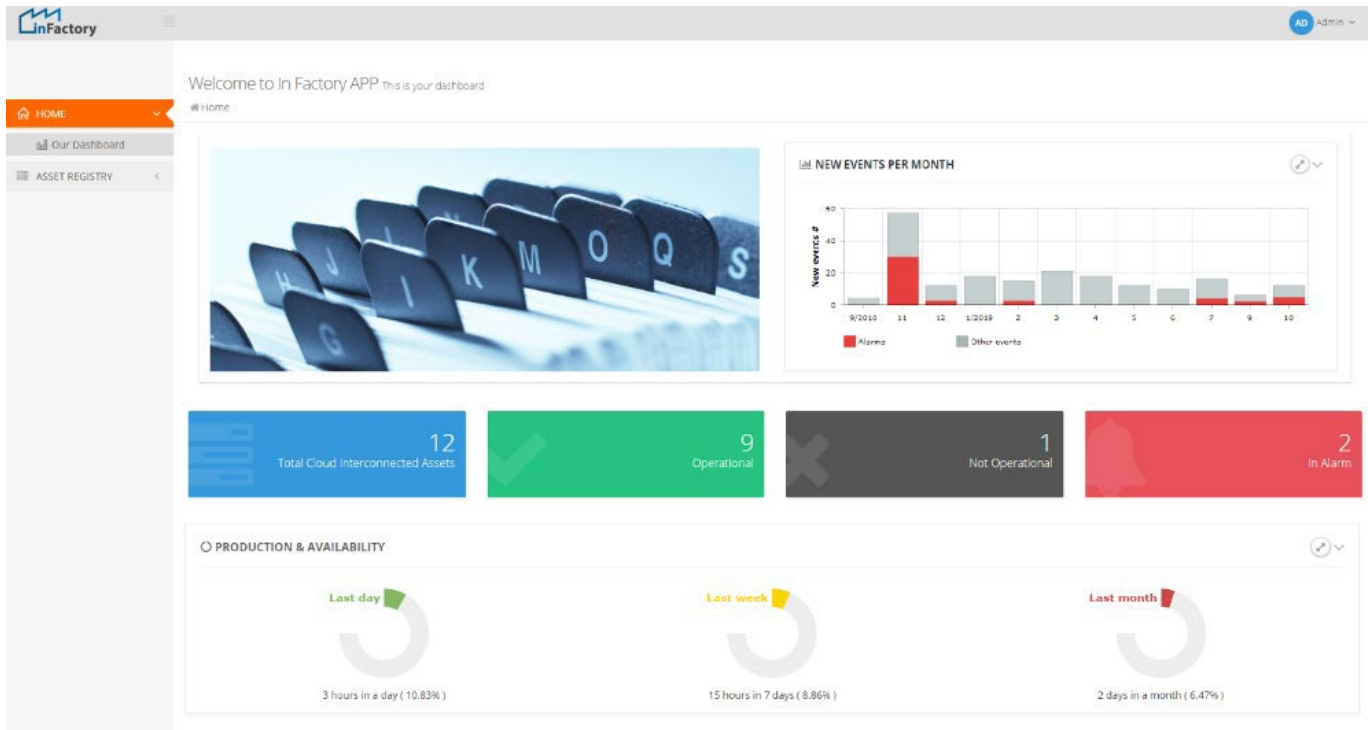 inFactory
AD Admin
Welcome to In Factory APP This is your dashboard
Home
HOME
Our Dashboard
ASSET REGISTRY
H J I N K M O Q S
G I
NEW EVENTS PER MONTH
New events #
60
40
20
0
9/2018 11 12 1/2019 2 3 4 5 6 7 9 10
Alarms Other events
12
Total Cloud Interconnected Assets
9
Operational
1
Not Operational
2
In Alarm
PRODUCTION & AVAILABILITY
Last day
3 hours in a day ( 10.83% )
Last week
15 hours in 7 days ( 8.86% )
Last month
2 days in a month ( 6.47% )